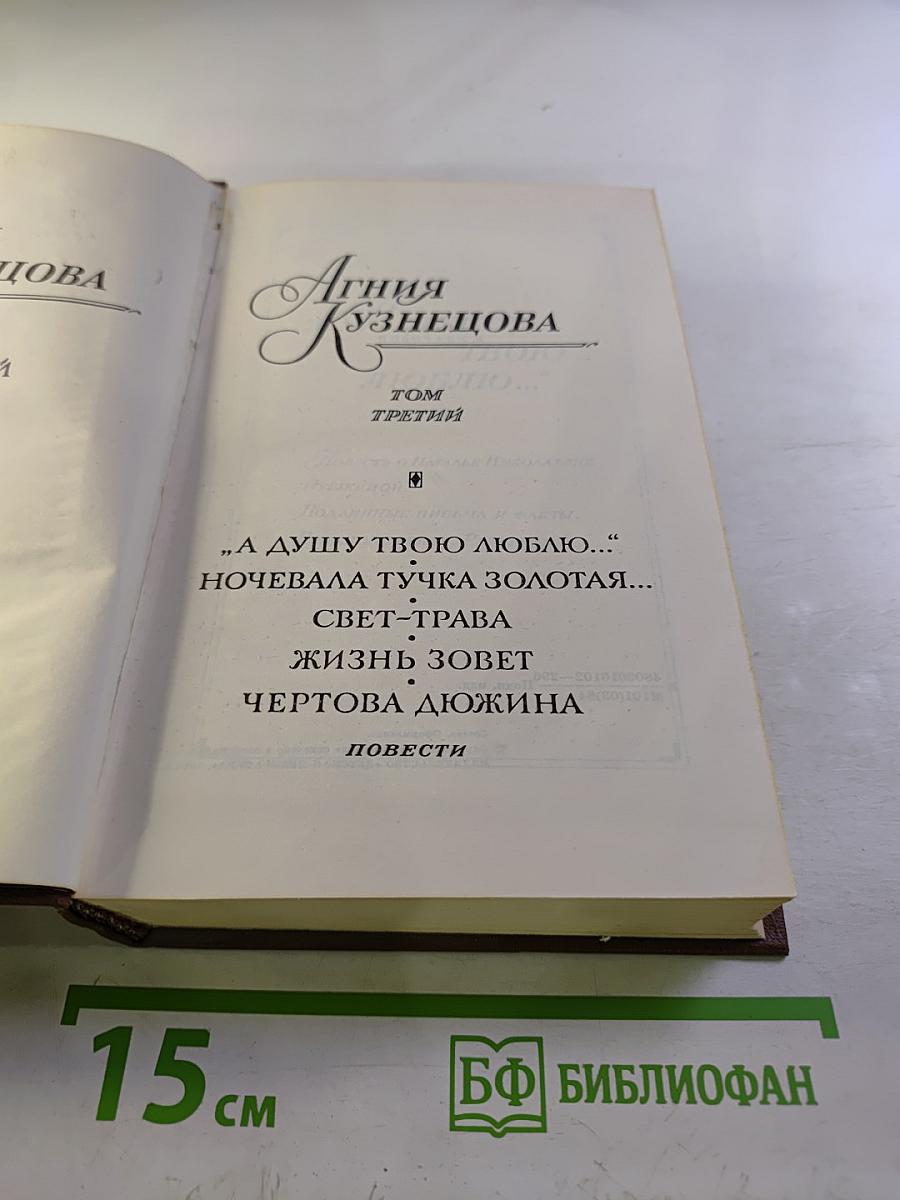 ЦОВА
Й
Агния
Кузнецова
ТОМ
ТРЕТИЙ
„А ДУШУ ТВОЮ ЛЮБЛЮ...“
НОЧЕВАЛА ТУЧКА ЗОЛОТАЯ...
СВЕТ-ТРАВА
ЖИЗНЬ ЗОВЕТ
ЧЕРТОВА ДЮЖИНА
ПОВЕСТИ
15 см
БФ БИБЛИОФАН